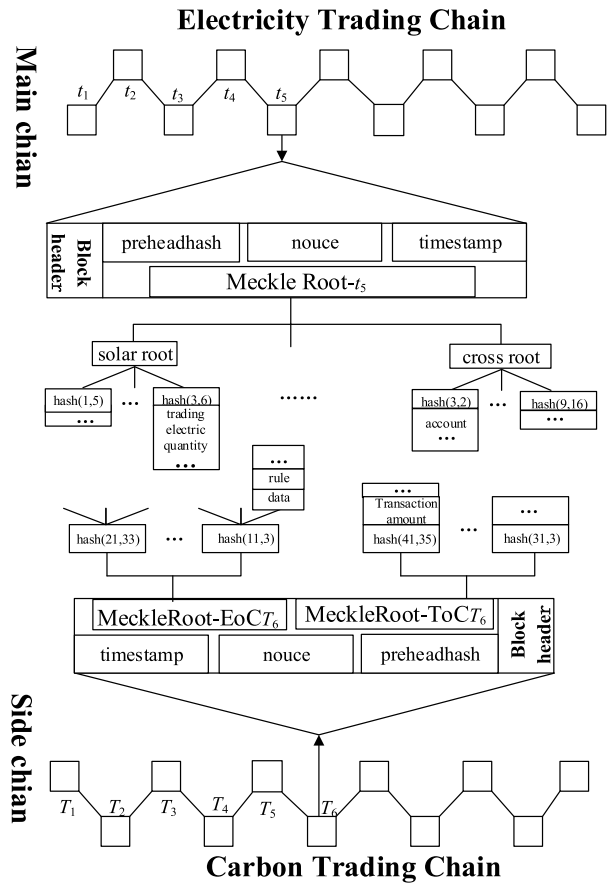 Electricity Trading Chain
Main chian
t1 t2 t3 t4 t5
Block header
preheadhash nouce timestamp
Meckle Root-t5
solar root cross root
hash(1,5) ... hash(3,6) ...... hash(3,2) ... hash(9,16)
... trading account ...
electric ...
quantity
...
... ...
rule Transaction ...
data amount
hash(21,33) ... hash(11,3) hash(41,35) ... hash(31,3)
MeckleRoot-EoCT6 MeckleRoot-ToCT6
timestamp nouce preheadhash
Block header
Side chian
T1 T2 T3 T4 T5 T6
Carbon Trading Chain